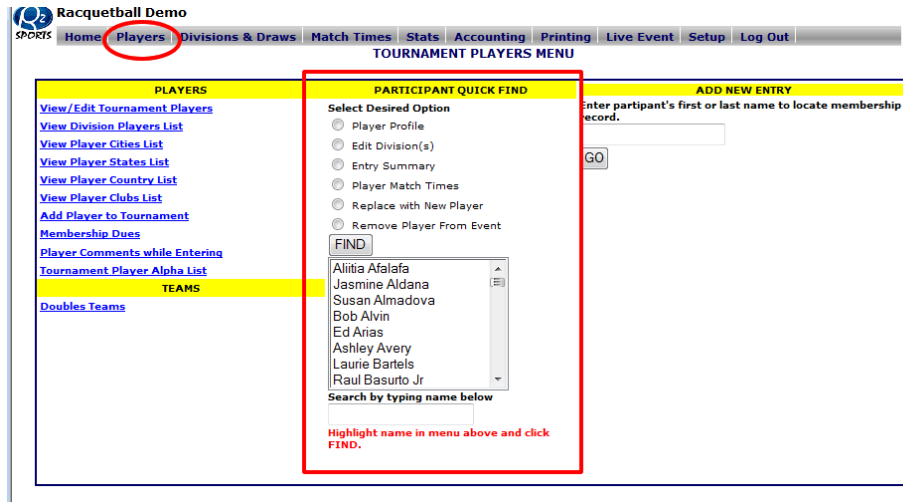 R2
SPORTS
Racquetball Demo
Home Players Divisions & Draws Match Times Stats Accounting Printing Live Event Setup Log Out
TOURNAMENT PLAYERS MENU
PLAYERS
View/Edit Tournament Players
View Division Players List
View Player Cities List
View Player States List
View Player Country List
View Player Clubs List
Add Player to Tournament
Membership Dues
Player Comments while Entering
Tournament Player Alpha List
TEAMS
Doubles Teams
PARTICIPANT QUICK FIND
Select Desired Option
Player Profile
Edit Division(s)
Entry Summary
Player Match Times
Replace with New Player
Remove Player From Event
FIND
Aliitia Afalafa
Jasmine Aldana
Susan Almadova
Bob Alvin
Ed Arias
Ashley Avery
Laurie Bartels
Raul Basurto Jr
Search by typing name below
Highlight name in menu above and click
FIND.
ADD NEW ENTRY
Enter partipant's first or last name to locate membership
record.
GO